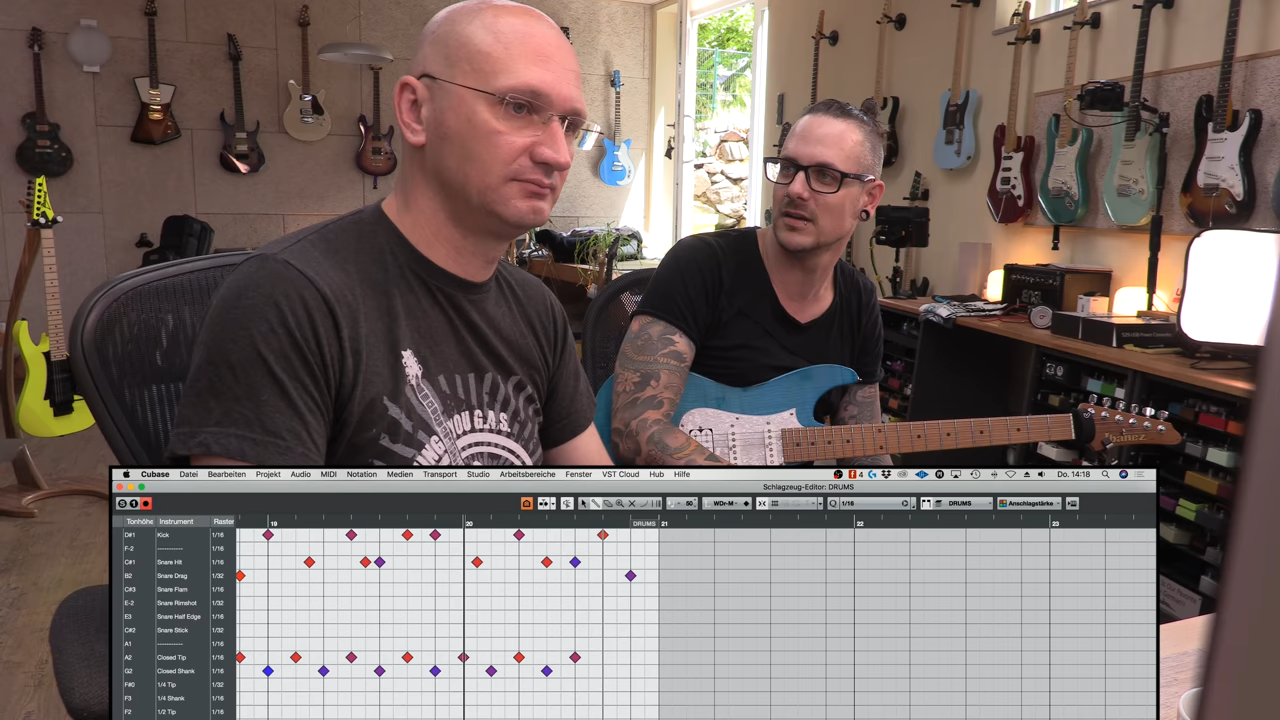 YOU G.A.S.
Ibanez
Cubase Datei Bearbeiten Projekt Audio MIDI Notation Medien Transport Studio Arbeitsbereiche Fenster VST Cloud Hub Hilfe 4 Do. 14:18
Schlagzeug-Editor: DRUMS
S 50 WDr-M Q 1/16 DRUMS Anschlagstärke
Tonhöhe Instrument Raster 19 20 DRUMS 21 22 23
D#1 Kick 1/16
F-2 ------------ 1/16
C#1 Snare Hit 1/16
B2 Snare Drag 1/32
C#3 Snare Flam 1/16
E-2 Snare Rimshot 1/32
E3 Snare Half Edge 1/16
C#2 Snare Stick 1/32
A1 ------------ 1/16
A2 Closed Tip 1/16
G2 Closed Shank 1/16
F#0 1/4 Tip 1/32
F3 1/4 Shank 1/16
F2 1/2 Tip 1/16